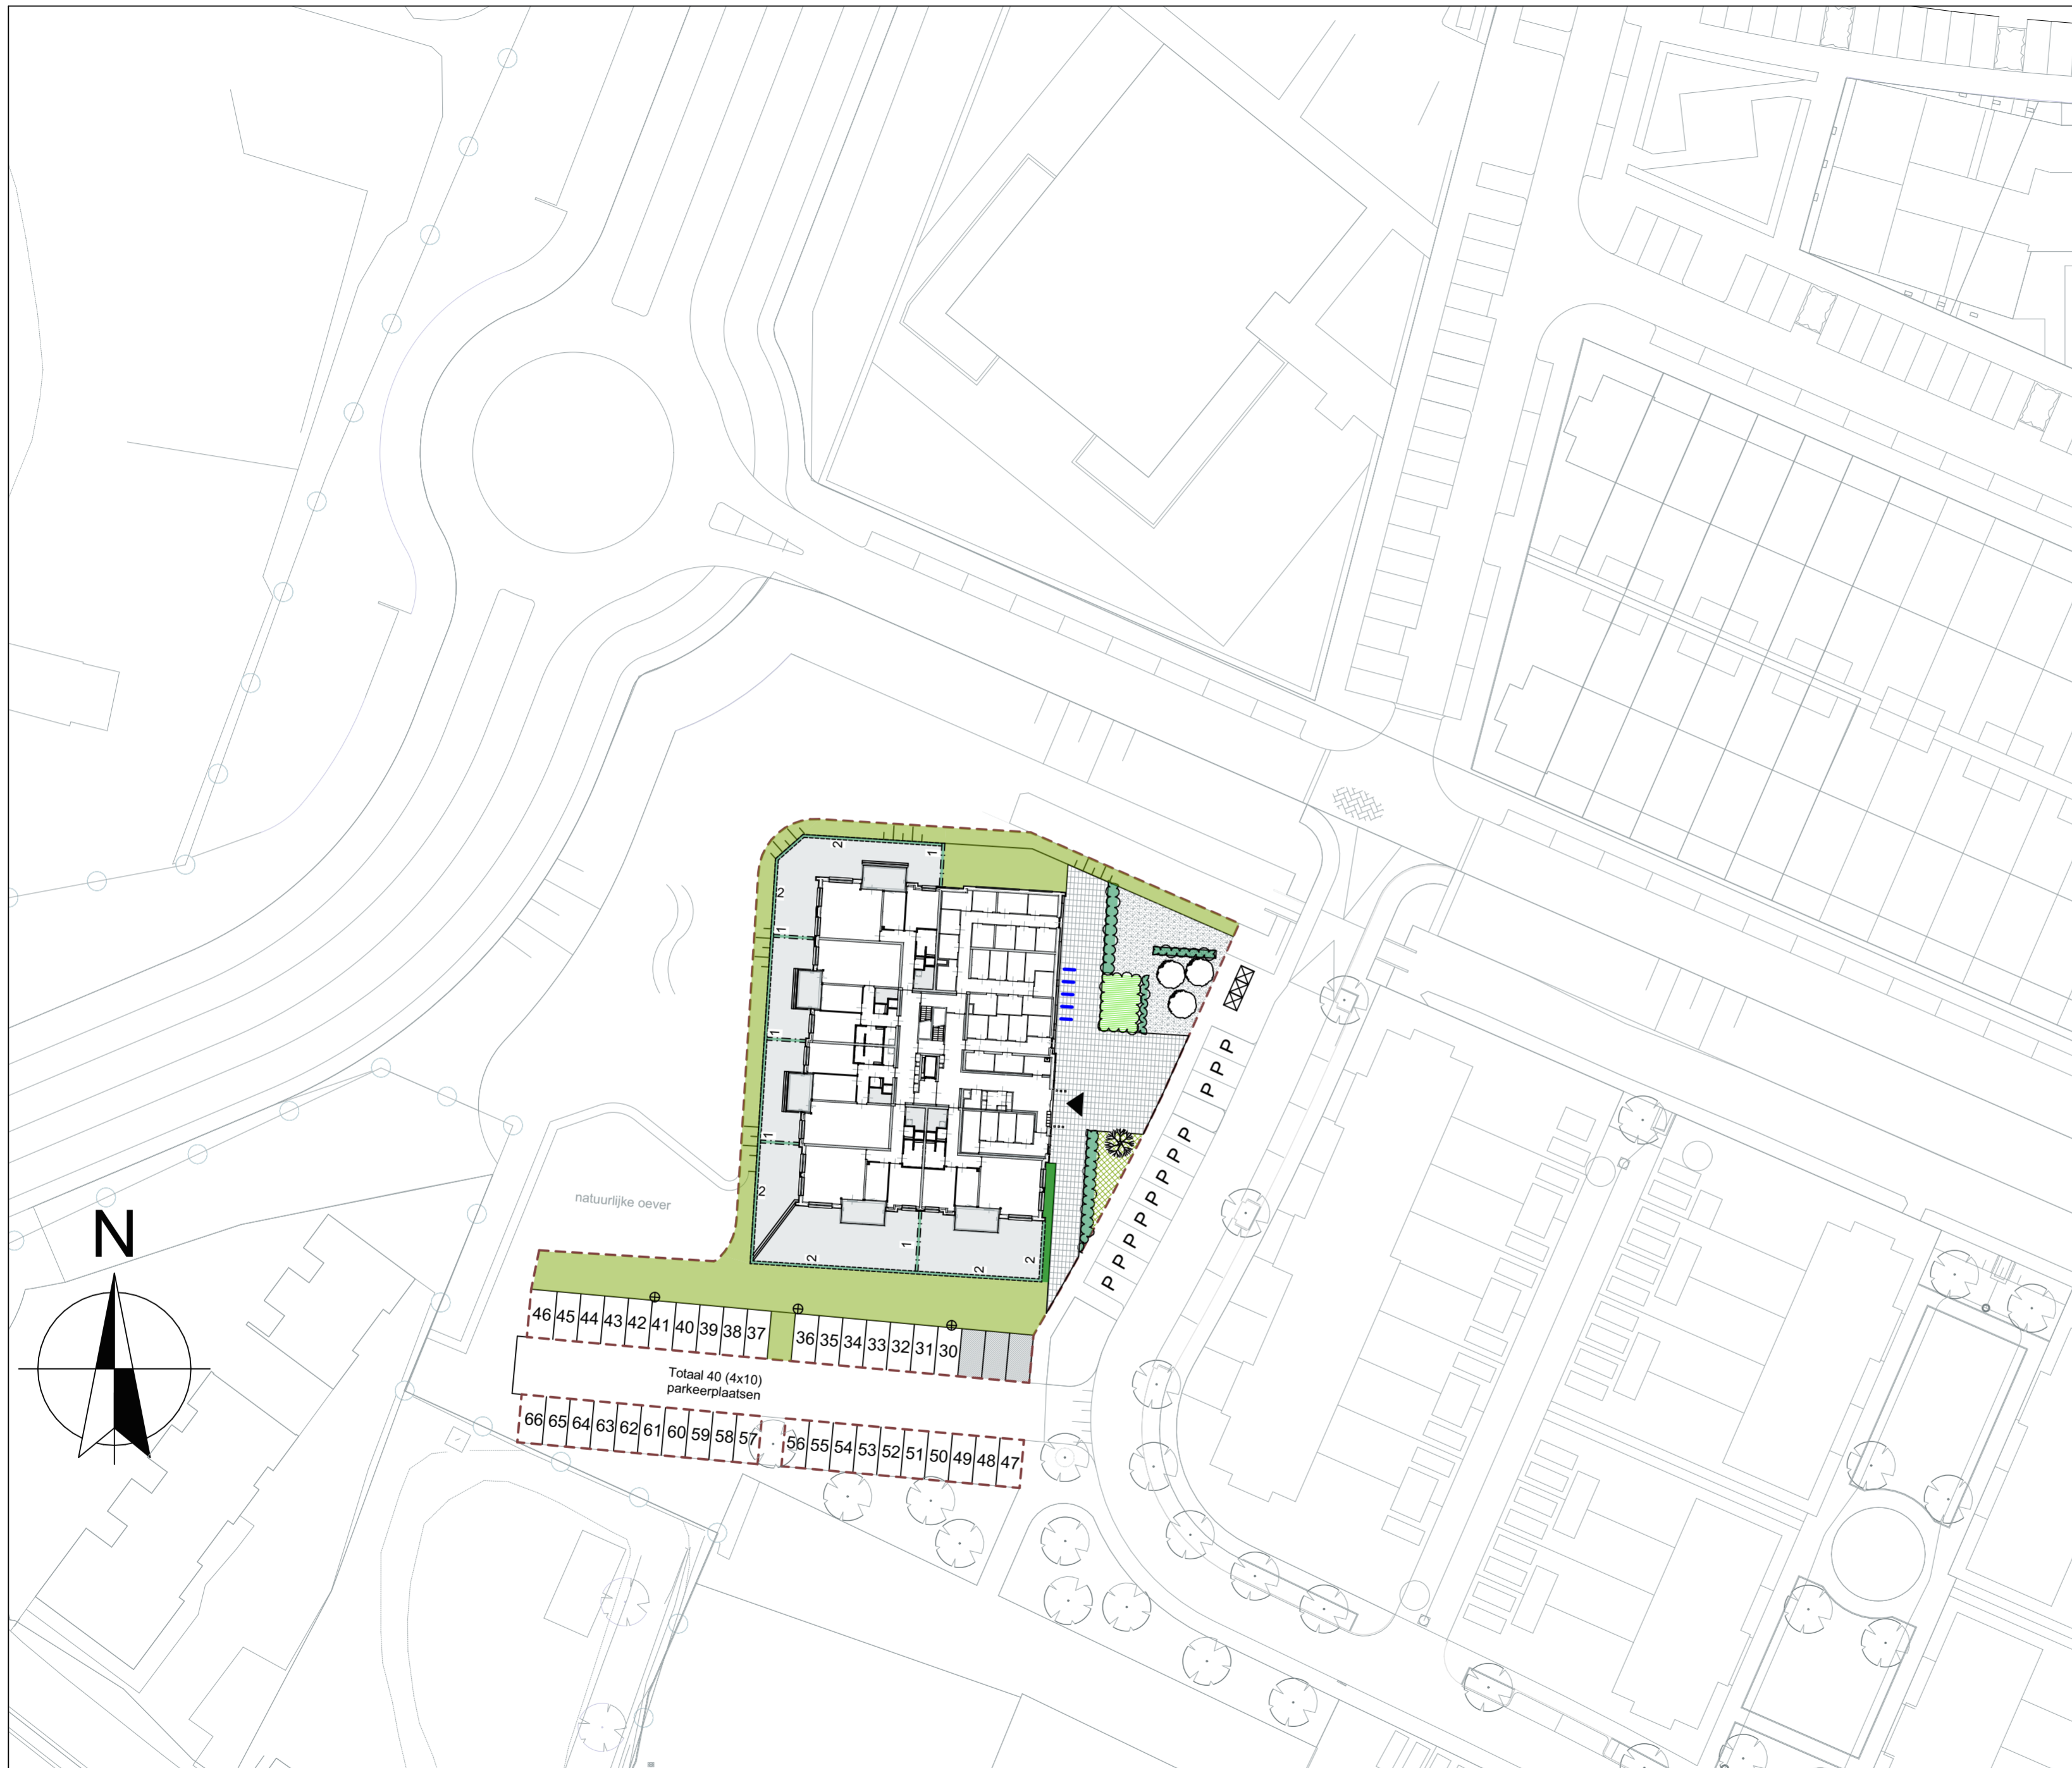 2 1
2
1
1
1
2
2 1 2 2
P
P
P
P
P
P
P
P
P
P
P
natuurlijke oever
N
46 45 44 43 42 41 40 39 38 37 36 35 34 33 32 31 30
Totaal 40 (4x10)
parkeerplaatsen
66 65 64 63 62 61 60 59 58 57 56 55 54 53 52 51 50 49 48 47